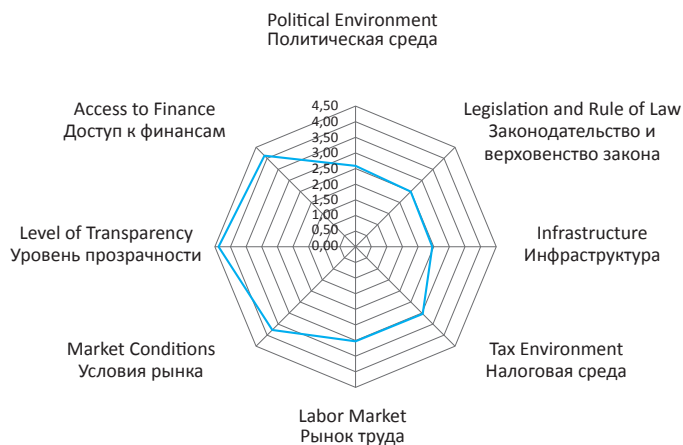 Political Environment
Политическая среда
Access to Finance
Доступ к финансам
Legislation and Rule of Law
Законодательство и
верховенство закона
4,50
4,00
3,50
3,00
2,50
2,00
1,50
1,00
0,50
0,00
Level of Transparency
Уровень прозрачности
Infrastructure
Инфраструктура
Market Conditions
Условия рынка
Tax Environment
Налоговая среда
Labor Market
Рынок труда